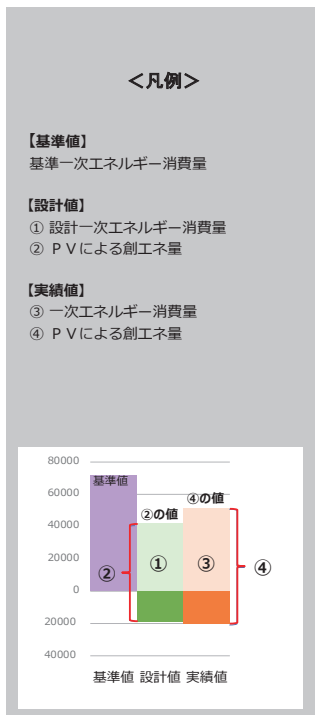 ＜凡例＞
【基準値】
基準一次エネルギー消費量
【設計値】
① 設計一次エネルギー消費量
② ＰＶによる創エネ量
【実績値】
③ 一次エネルギー消費量
④ ＰＶによる創エネ量
80000
基準値
60000
④の値
②の値
40000
20000
② ① ③ ④
0
20000
40000
基準値 設計値 実績値